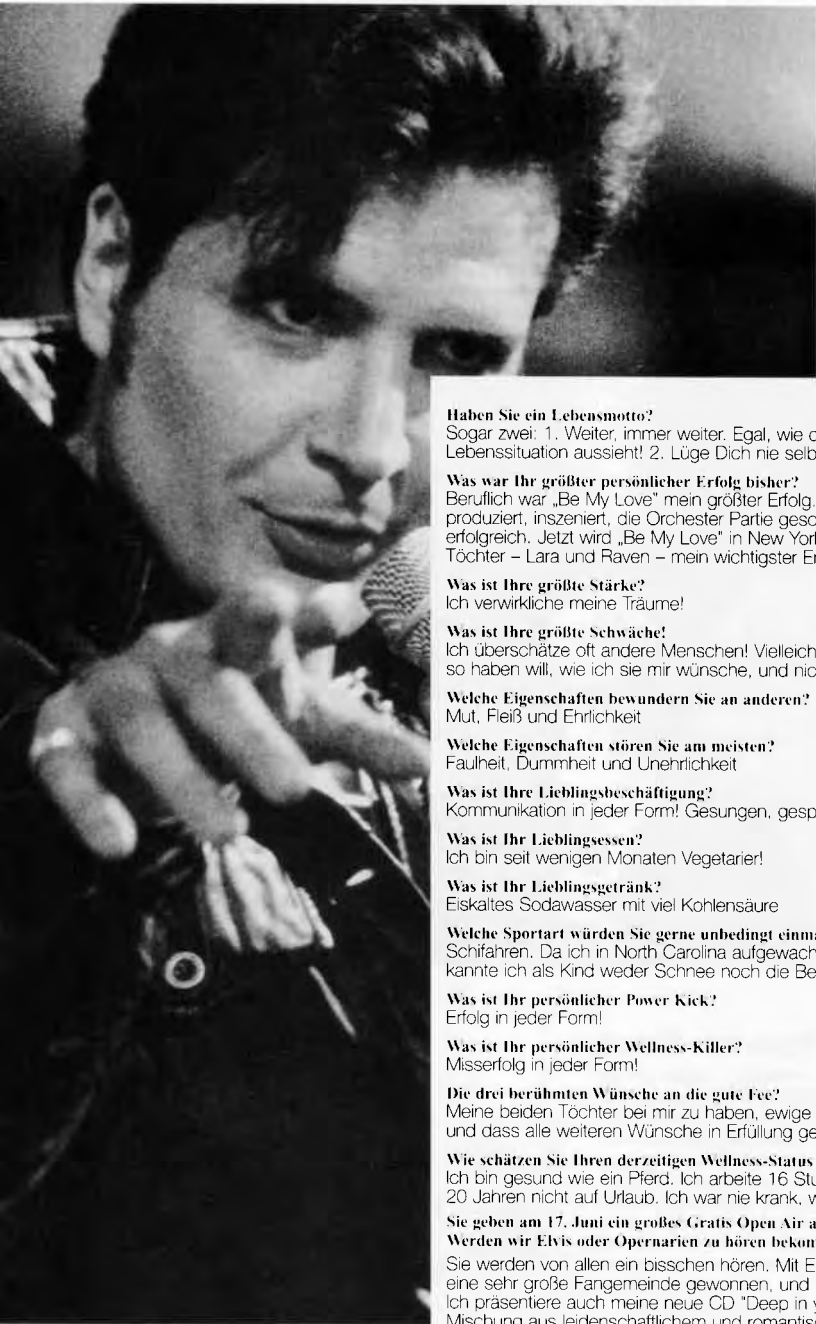 Haben Sie ein Lebensmotto?
Sogar zwei: 1. Weiter, immer weiter. Egal, wie d
Lebenssituation aussieht! 2. Lüge Dich nie selb
Was war Ihr größter persönlicher Erfolg bisher?
Beruflich war „Be My Love" mein größter Erfolg.
produziert, inszeniert, die Orchester Partie gesc
erfolgreich. Jetzt wird „Be My Love" in New York
Töchter – Lara und Raven – mein wichtigster Er
Was ist Ihre größte Stärke?
Ich verwirkliche meine Träume!
Was ist Ihre größte Schwäche!
Ich überschätze oft andere Menschen! Vielleich
so haben will, wie ich sie mir wünsche, und nic
Welche Eigenschaften bewundern Sie an anderen?
Mut, Fleiß und Ehrlichkeit
Welche Eigenschaften stören Sie am meisten?
Faulheit, Dummheit und Unehrlichkeit
Was ist Ihre Lieblingsbeschäftigung?
Kommunikation in jeder Form! Gesungen, gesp
Was ist Ihr Lieblingsessen?
Ich bin seit wenigen Monaten Vegetarier!
Was ist Ihr Lieblingsgetränk?
Eiskaltes Sodawasser mit viel Kohlensäure
Welche Sportart würden Sie gerne unbedingt einma
Schifahren. Da ich in North Carolina aufgewach
kannte ich als Kind weder Schnee noch die Be
Was ist Ihr persönlicher Power Kick?
Erfolg in jeder Form!
Was ist Ihr persönlicher Wellness-Killer?
Misserfolg in jeder Form!
Die drei berühmten Wünsche an die gute Fee?
Meine beiden Töchter bei mir zu haben, ewige
und dass alle weiteren Wünsche in Erfüllung ge
Wie schätzen Sie Ihren derzeitigen Wellness-Status
Ich bin gesund wie ein Pferd. Ich arbeite 16 Stu
20 Jahren nicht auf Urlaub. Ich war nie krank, w
Sie geben am 17. Juni ein großes Gratis Open Air a
Werden wir Elvis oder Opernarien zu hören bekom
Sie werden von allen ein bisschen hören. Mit E
eine sehr große Fangemeinde gewonnen, und
Ich präsentiere auch meine neue CD "Deep in y
Mischung aus leidenschaftlichem und romantisc